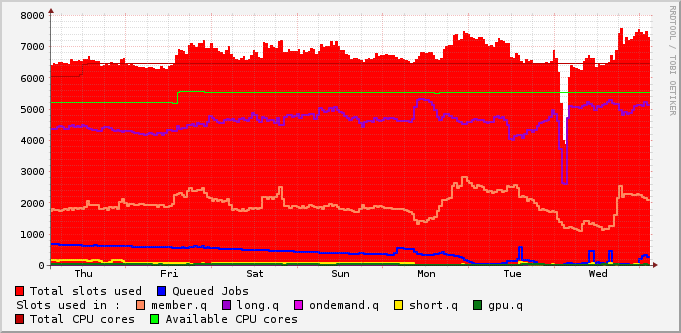 8000
7000
6000
5000
4000
3000
2000
1000
0
Thu Fri Sat Sun Mon Tue Wed
Total slots used Queued Jobs
Slots used in : member.q long.q ondemand.q short.q gpu.q
Total CPU cores Available CPU cores
RRDTOOL / TOBI OETIKER